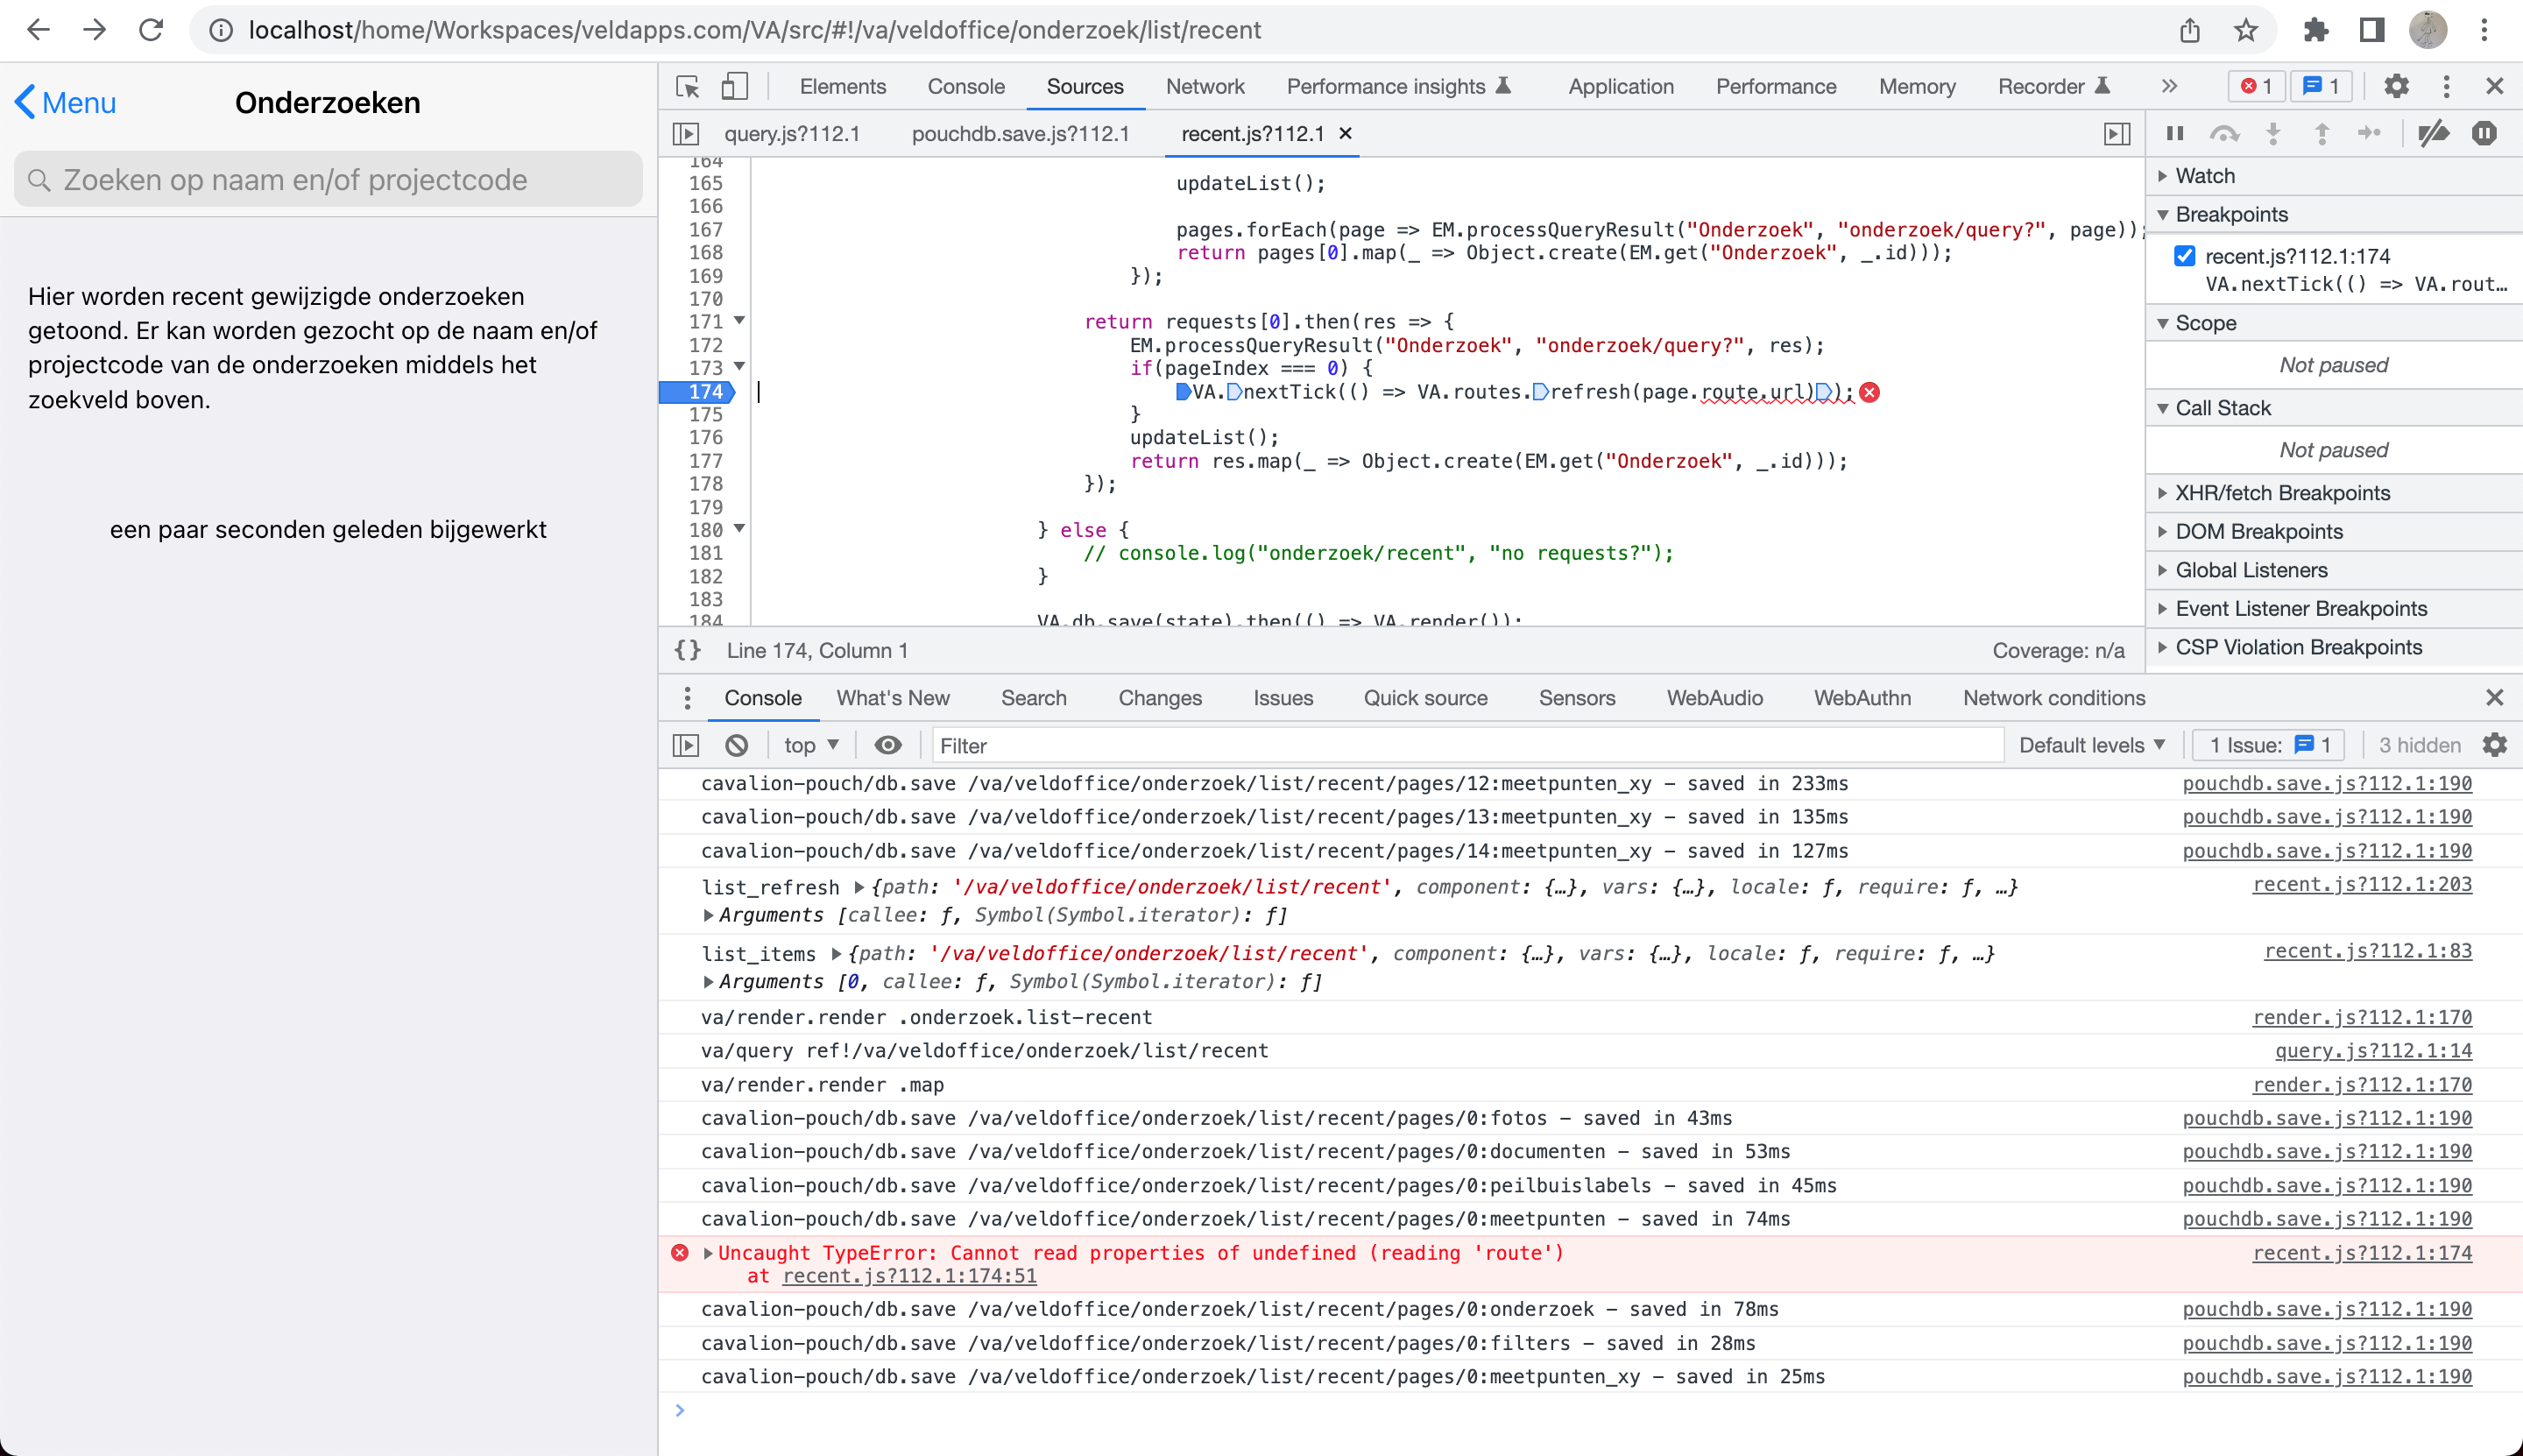 localhost/home/Workspaces/veldapps.com/VA/src/#!/va/veldoffice/onderzoek/list/recent
Menu
Onderzoeken
Zoeken op naam en/of projectcode
Hier worden recent gewijzigde onderzoeken
getoond. Er kan worden gezocht op de naam en/of
projectcode van de onderzoeken middels het
zoekveld boven.
een paar seconden geleden bijgewerkt
Elements Console Sources Network Performance insights Application Performance Memory Recorder 1 1
query.js?112.1 pouchdb.save.js?112.1 recent.js?112.1
164
165 updateList();
166
167 pages.forEach(page => EM.processQueryResult("Onderzoek", "onderzoek/query?", page));
168 return pages[0].map(_ => Object.create(EM.get("Onderzoek", _.id)));
169 });
170
171 return requests[0].then(res => {
172 EM.processQueryResult("Onderzoek", "onderzoek/query?", res);
173 if(pageIndex === 0) {
174 VA.nextTick(() => VA.routes.refresh(page.route.url));
175 }
176 updateList();
177 return res.map(_ => Object.create(EM.get("Onderzoek", _.id)));
178 });
179
180 } else {
181 // console.log("onderzoek/recent", "no requests?");
182 }
183
184 VA.db.save(state).then(() => VA.render());
{} Line 174, Column 1 Coverage: n/a
Watch
Breakpoints
recent.js?112.1:174
VA.nextTick(() => VA.rout…
Scope
Not paused
Call Stack
Not paused
XHR/fetch Breakpoints
DOM Breakpoints
Global Listeners
Event Listener Breakpoints
CSP Violation Breakpoints
Console What's New Search Changes Issues Quick source Sensors WebAudio WebAuthn Network conditions
top Filter Default levels 1 Issue: 1 3 hidden
cavalion-pouch/db.save /va/veldoffice/onderzoek/list/recent/pages/12:meetpunten_xy – saved in 233ms pouchdb.save.js?112.1:190
cavalion-pouch/db.save /va/veldoffice/onderzoek/list/recent/pages/13:meetpunten_xy – saved in 135ms pouchdb.save.js?112.1:190
cavalion-pouch/db.save /va/veldoffice/onderzoek/list/recent/pages/14:meetpunten_xy – saved in 127ms pouchdb.save.js?112.1:190
list_refresh {path: '/va/veldoffice/onderzoek/list/recent', component: {…}, vars: {…}, locale: ƒ, require: ƒ, …} recent.js?112.1:203
Arguments [callee: ƒ, Symbol(Symbol.iterator): ƒ]
list_items {path: '/va/veldoffice/onderzoek/list/recent', component: {…}, vars: {…}, locale: ƒ, require: ƒ, …} recent.js?112.1:83
Arguments [0, callee: ƒ, Symbol(Symbol.iterator): ƒ]
va/render.render .onderzoek.list-recent render.js?112.1:170
va/query ref!/va/veldoffice/onderzoek/list/recent query.js?112.1:14
va/render.render .map render.js?112.1:170
cavalion-pouch/db.save /va/veldoffice/onderzoek/list/recent/pages/0:fotos – saved in 43ms pouchdb.save.js?112.1:190
cavalion-pouch/db.save /va/veldoffice/onderzoek/list/recent/pages/0:documenten – saved in 53ms pouchdb.save.js?112.1:190
cavalion-pouch/db.save /va/veldoffice/onderzoek/list/recent/pages/0:peilbuislabels – saved in 45ms pouchdb.save.js?112.1:190
cavalion-pouch/db.save /va/veldoffice/onderzoek/list/recent/pages/0:meetpunten – saved in 74ms pouchdb.save.js?112.1:190
Uncaught TypeError: Cannot read properties of undefined (reading 'route') recent.js?112.1:174
at recent.js?112.1:174:51
cavalion-pouch/db.save /va/veldoffice/onderzoek/list/recent/pages/0:onderzoek – saved in 78ms pouchdb.save.js?112.1:190
cavalion-pouch/db.save /va/veldoffice/onderzoek/list/recent/pages/0:filters – saved in 28ms pouchdb.save.js?112.1:190
cavalion-pouch/db.save /va/veldoffice/onderzoek/list/recent/pages/0:meetpunten_xy – saved in 25ms pouchdb.save.js?112.1:190